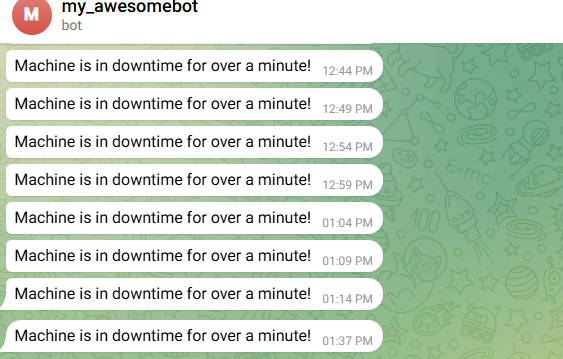 M
my_awesomebot
bot
Machine is in downtime for over a minute! 12:44 PM
Machine is in downtime for over a minute! 12:49 PM
Machine is in downtime for over a minute! 12:54 PM
Machine is in downtime for over a minute! 12:59 PM
Machine is in downtime for over a minute! 01:04 PM
Machine is in downtime for over a minute! 01:09 PM
Machine is in downtime for over a minute! 01:14 PM
Machine is in downtime for over a minute! 01:37 PM